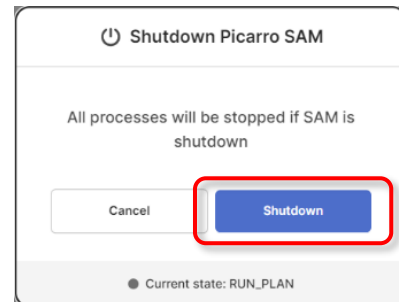 Shutdown Picarro SAM
All processes will be stopped if SAM is
shutdown
Cancel
Shutdown
Current state: RUN_PLAN